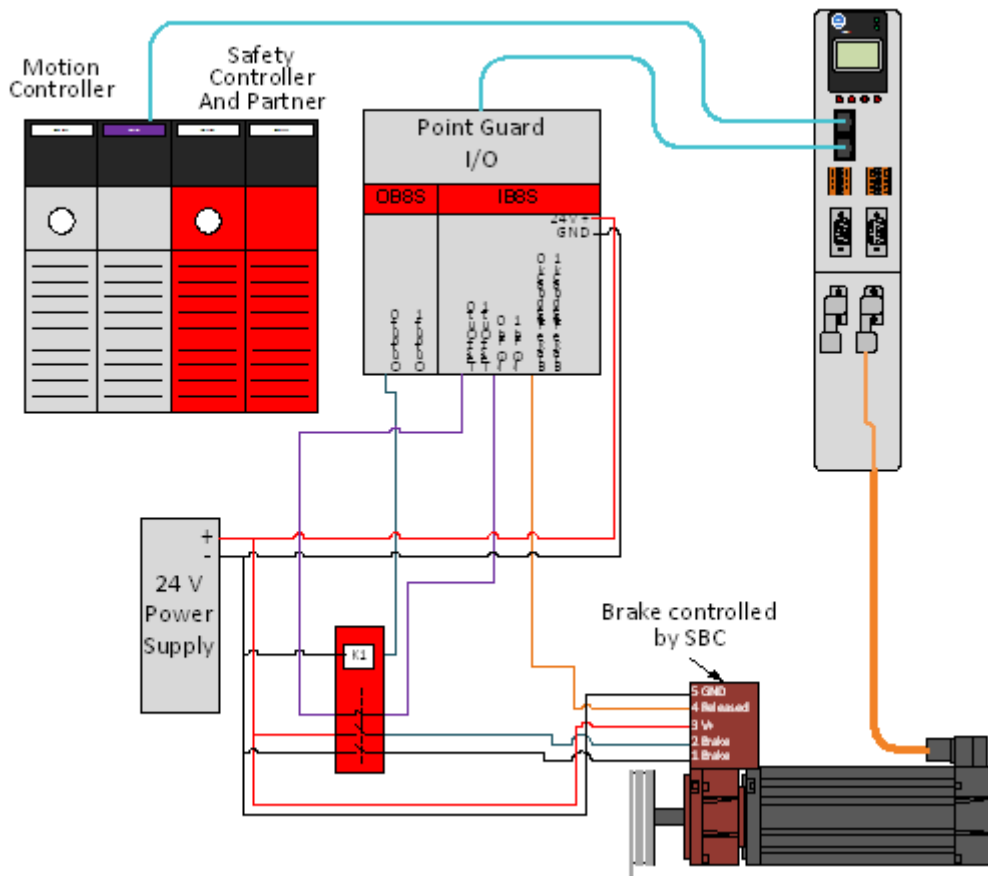 Motion
Controller
Safety
Controller
And Partner
Point Guard
I/O
OB8S
IB8S
24V +
GND
+
-
24 V
Power
Supply
K1
Brake controlled
by SBC
5 GND
4 Released
3 V+
2 Brake
1 Brake